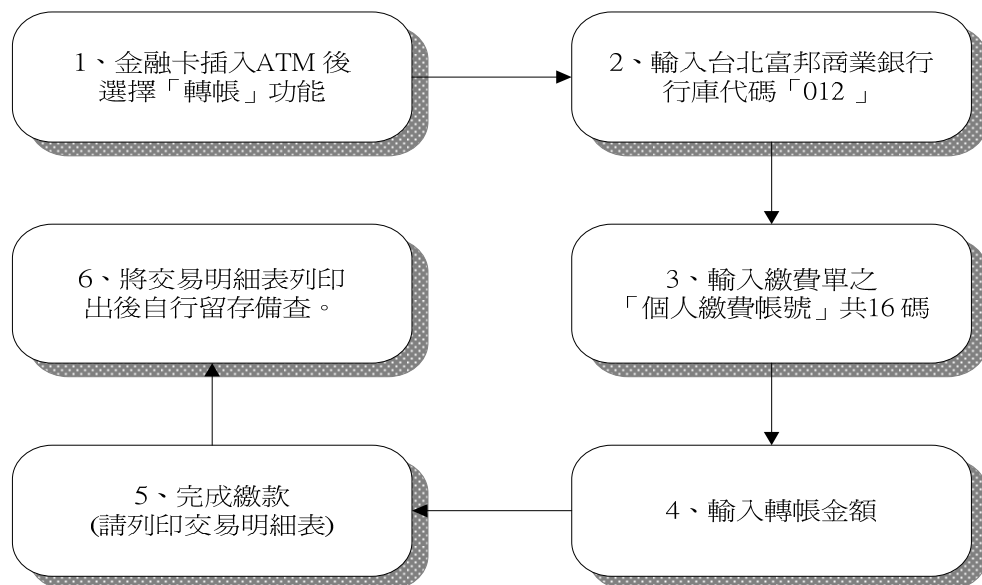 1、金融卡插入ATM 後
選擇「轉帳」功能
2、輸入台北富邦商業銀行
行庫代碼「012 」
3、輸入繳費單之
「個人繳費帳號」共16 碼
4、輸入轉帳金額
5、完成繳款
(請列印交易明細表)
6、將交易明細表列印
出後自行留存備查。